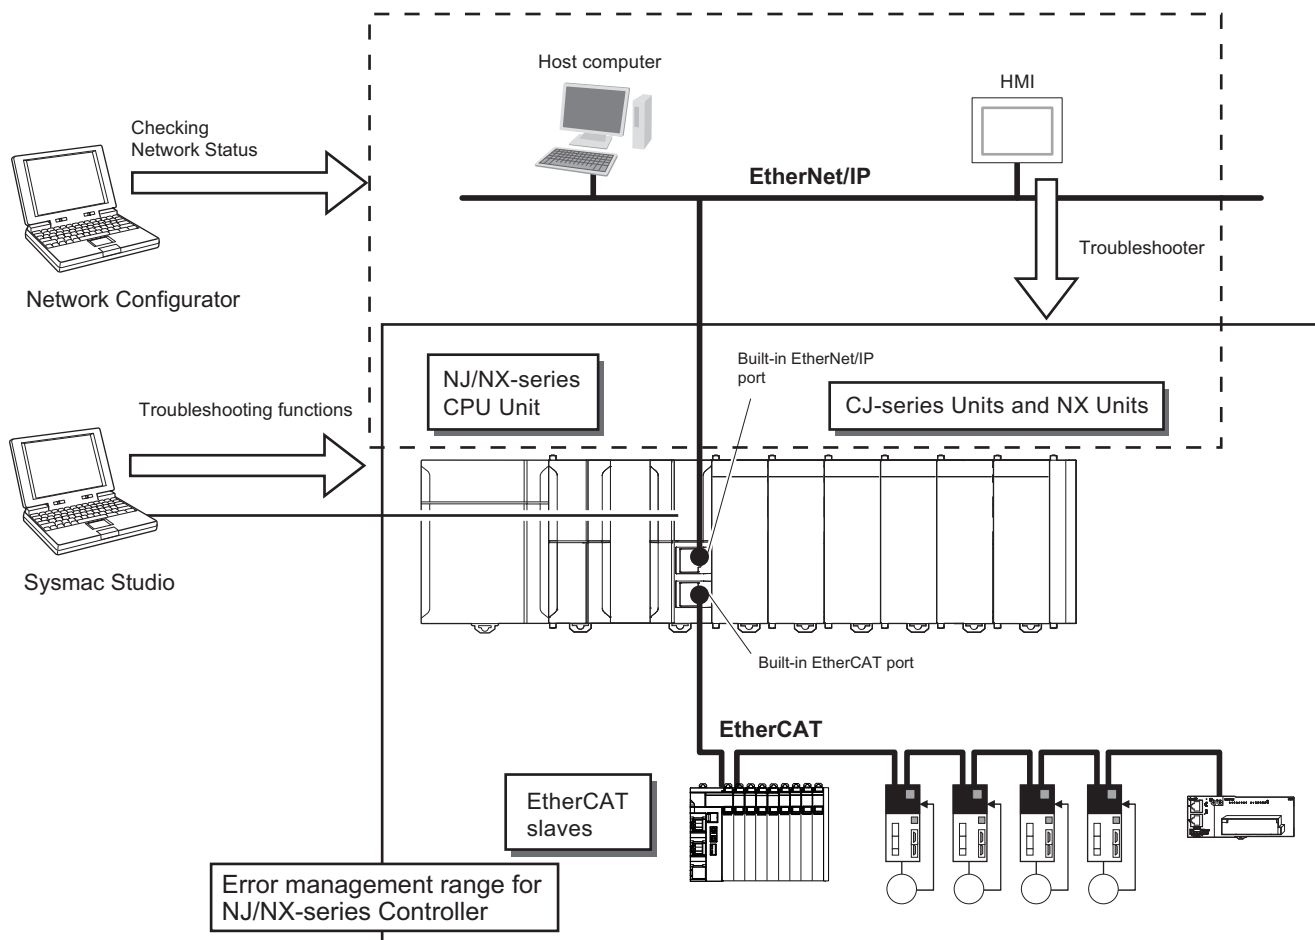 Host computer
HMI
Checking
Network Status
EtherNet/IP
Troubleshooter
Network Configurator
Built-in EtherNet/IP
port
NJ/NX-series
CPU Unit
CJ-series Units and NX Units
Troubleshooting functions
Sysmac Studio
Built-in EtherCAT port
EtherCAT
EtherCAT
slaves
Error management range for
NJ/NX-series Controller